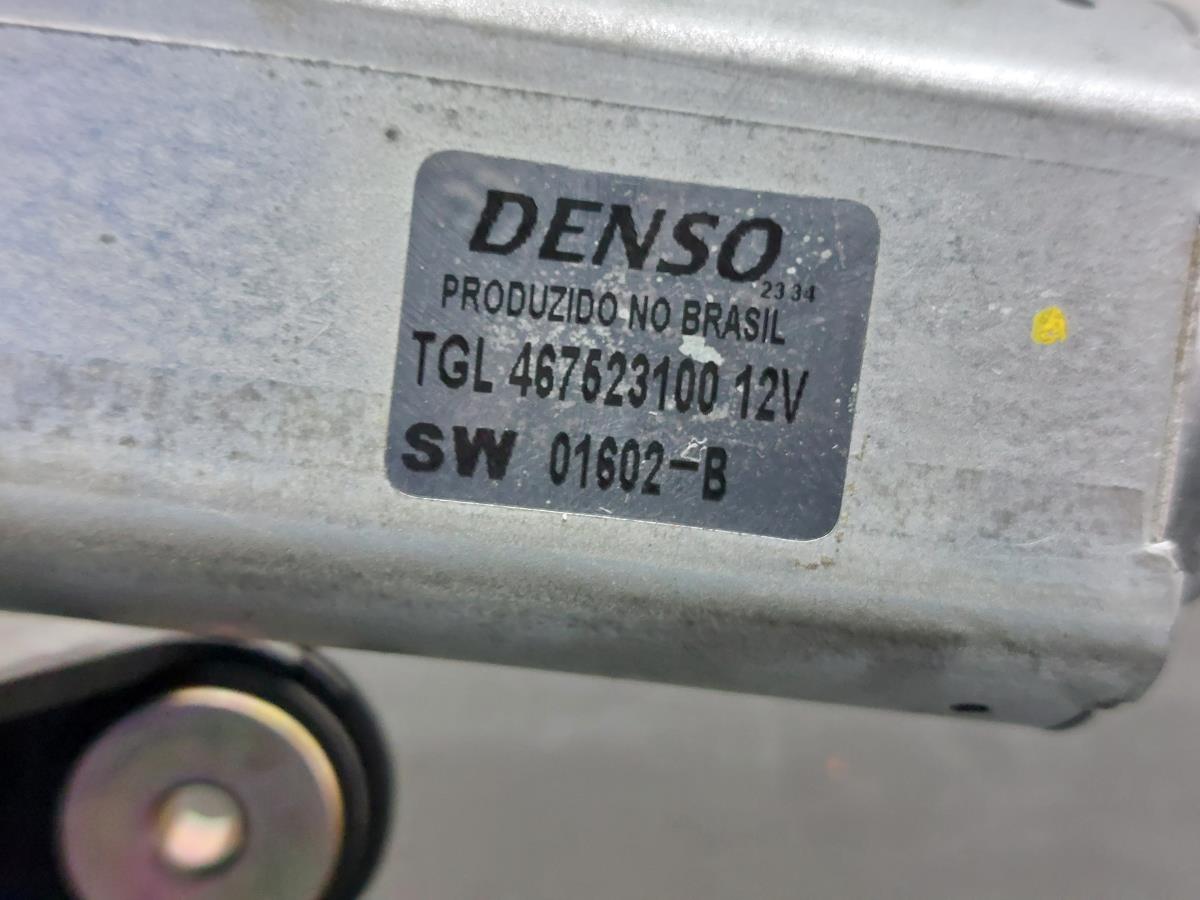 DENSO
2334
PRODUZIDO NO BRASIL
TGL 467523100 12V
SW 01602-B